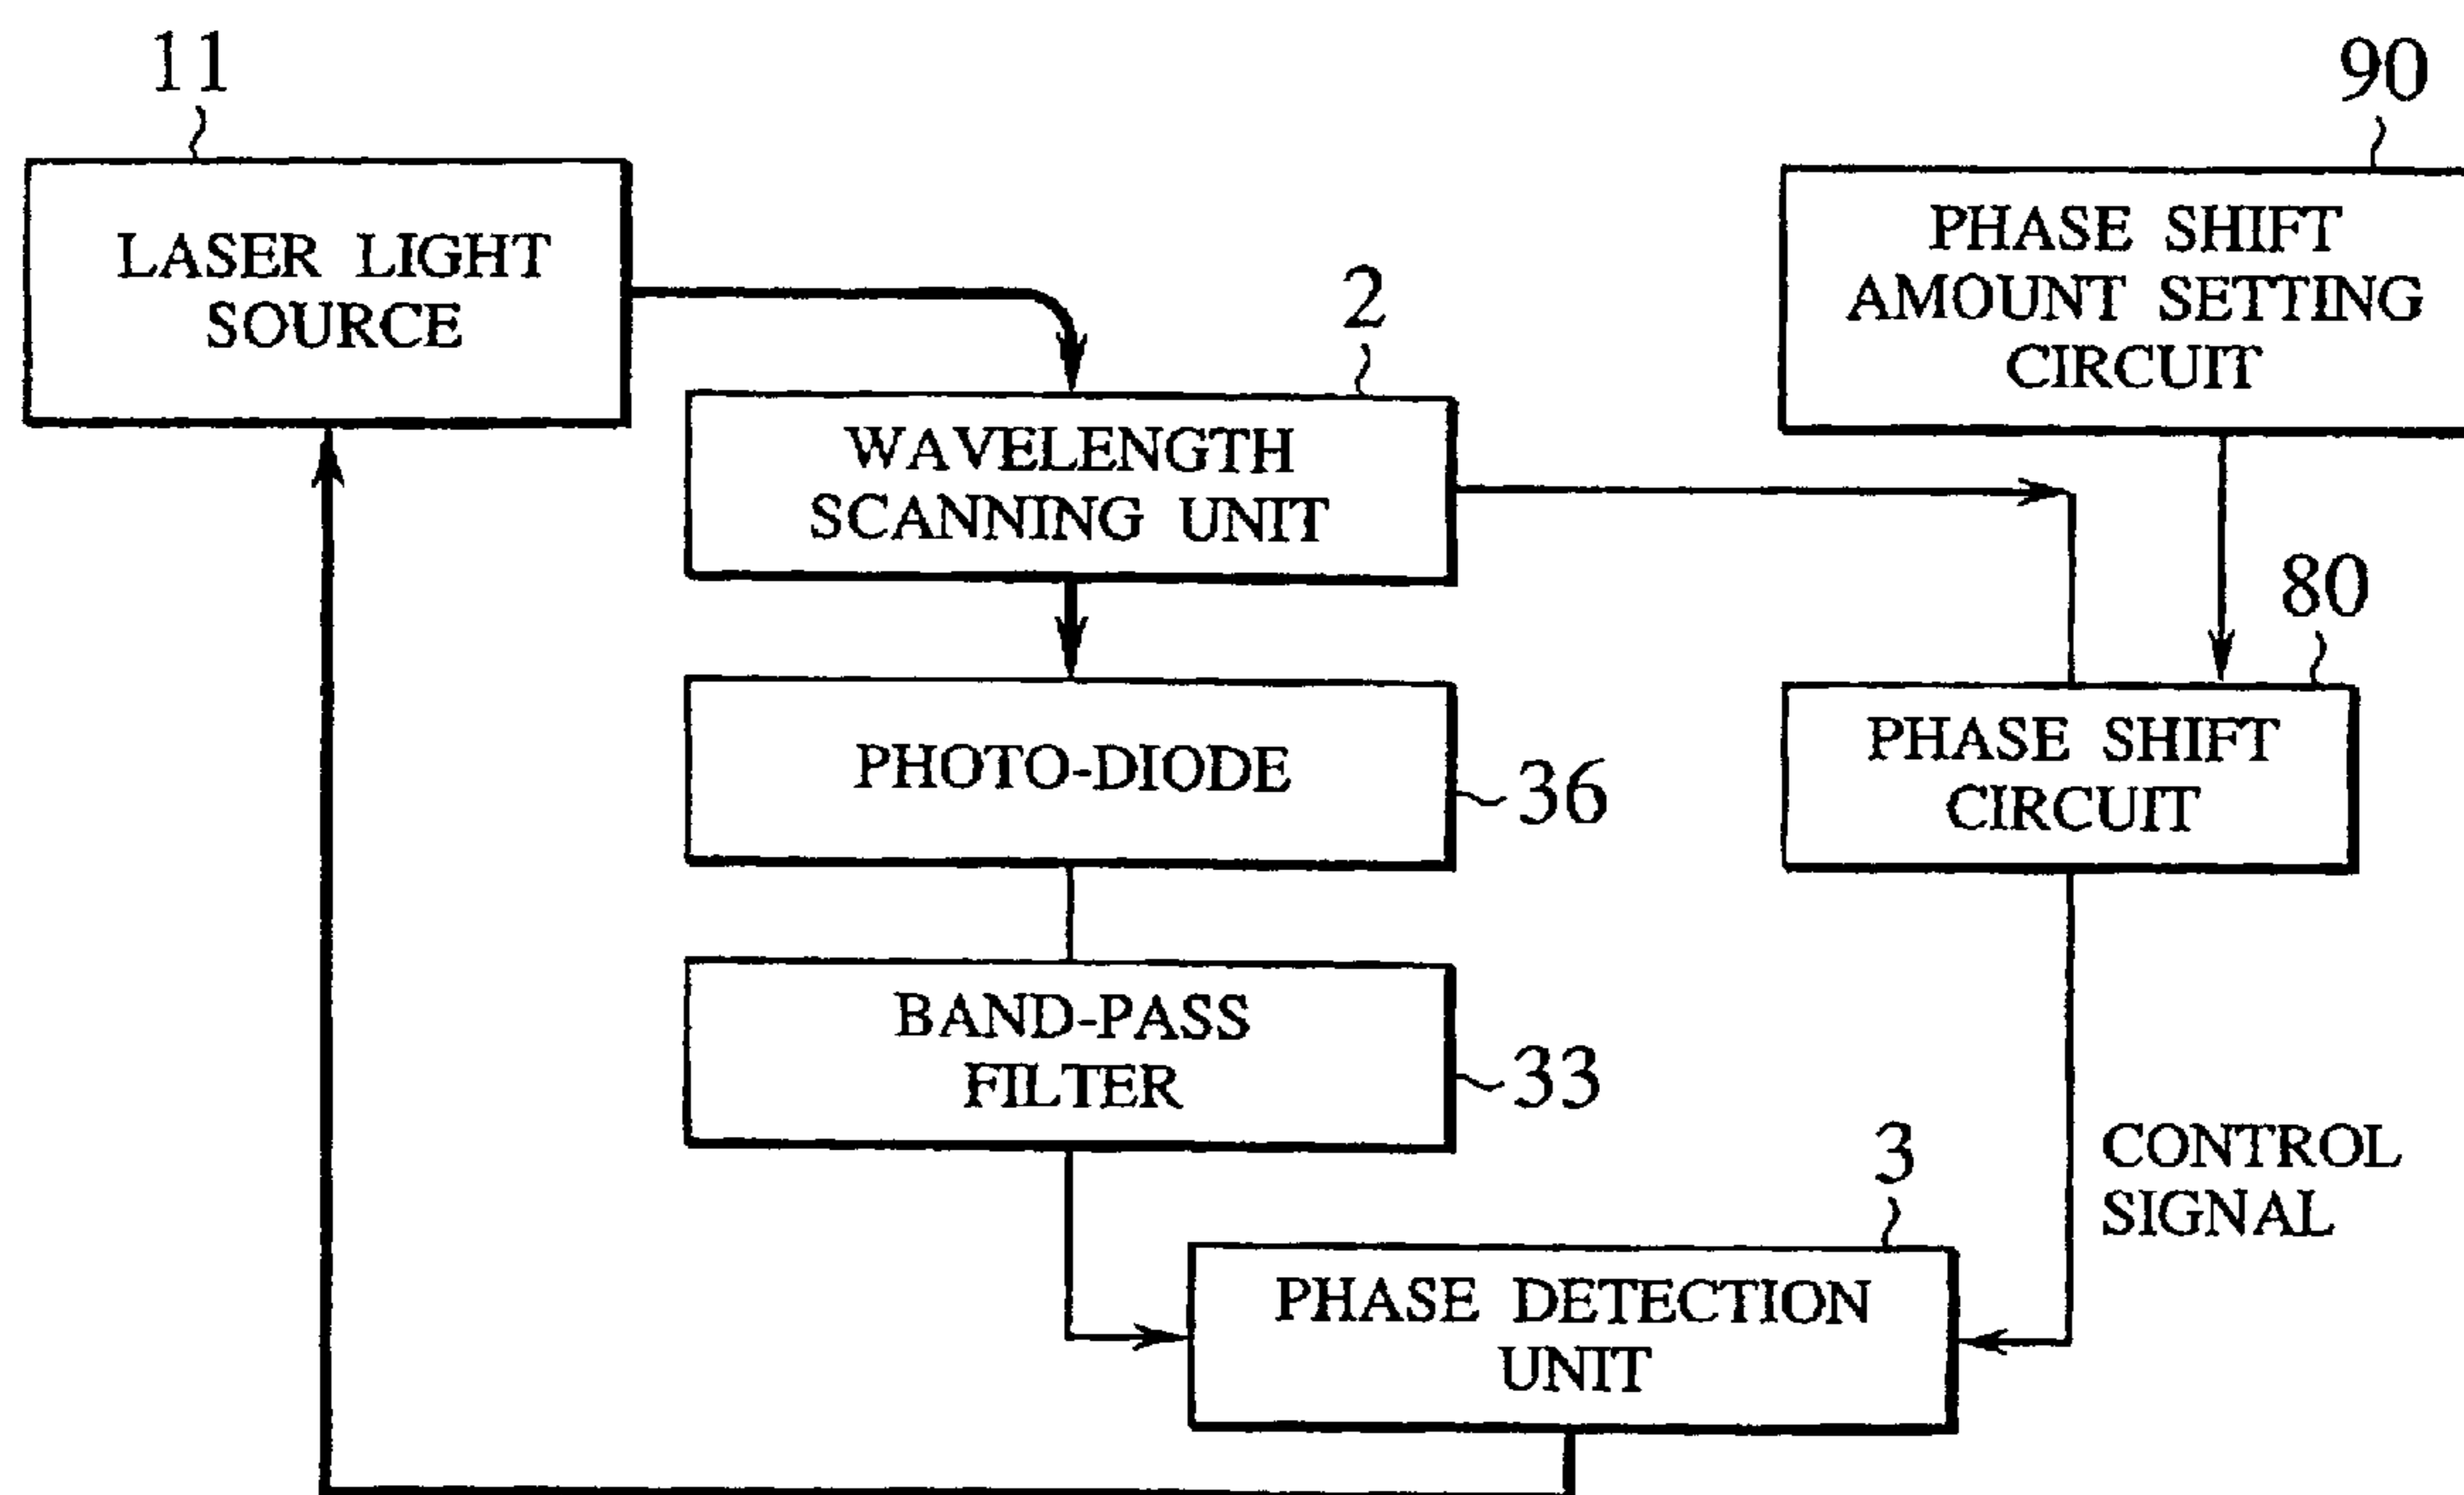 11
LASER LIGHT
SOURCE
90
PHASE SHIFT
AMOUNT SETTING
CIRCUIT
2
WAVELENGTH
SCANNING UNIT
80
PHASE SHIFT
CIRCUIT
PHOTO-DIODE
36
BAND-PASS
FILTER
33
CONTROL
SIGNAL
3
PHASE DETECTION
UNIT